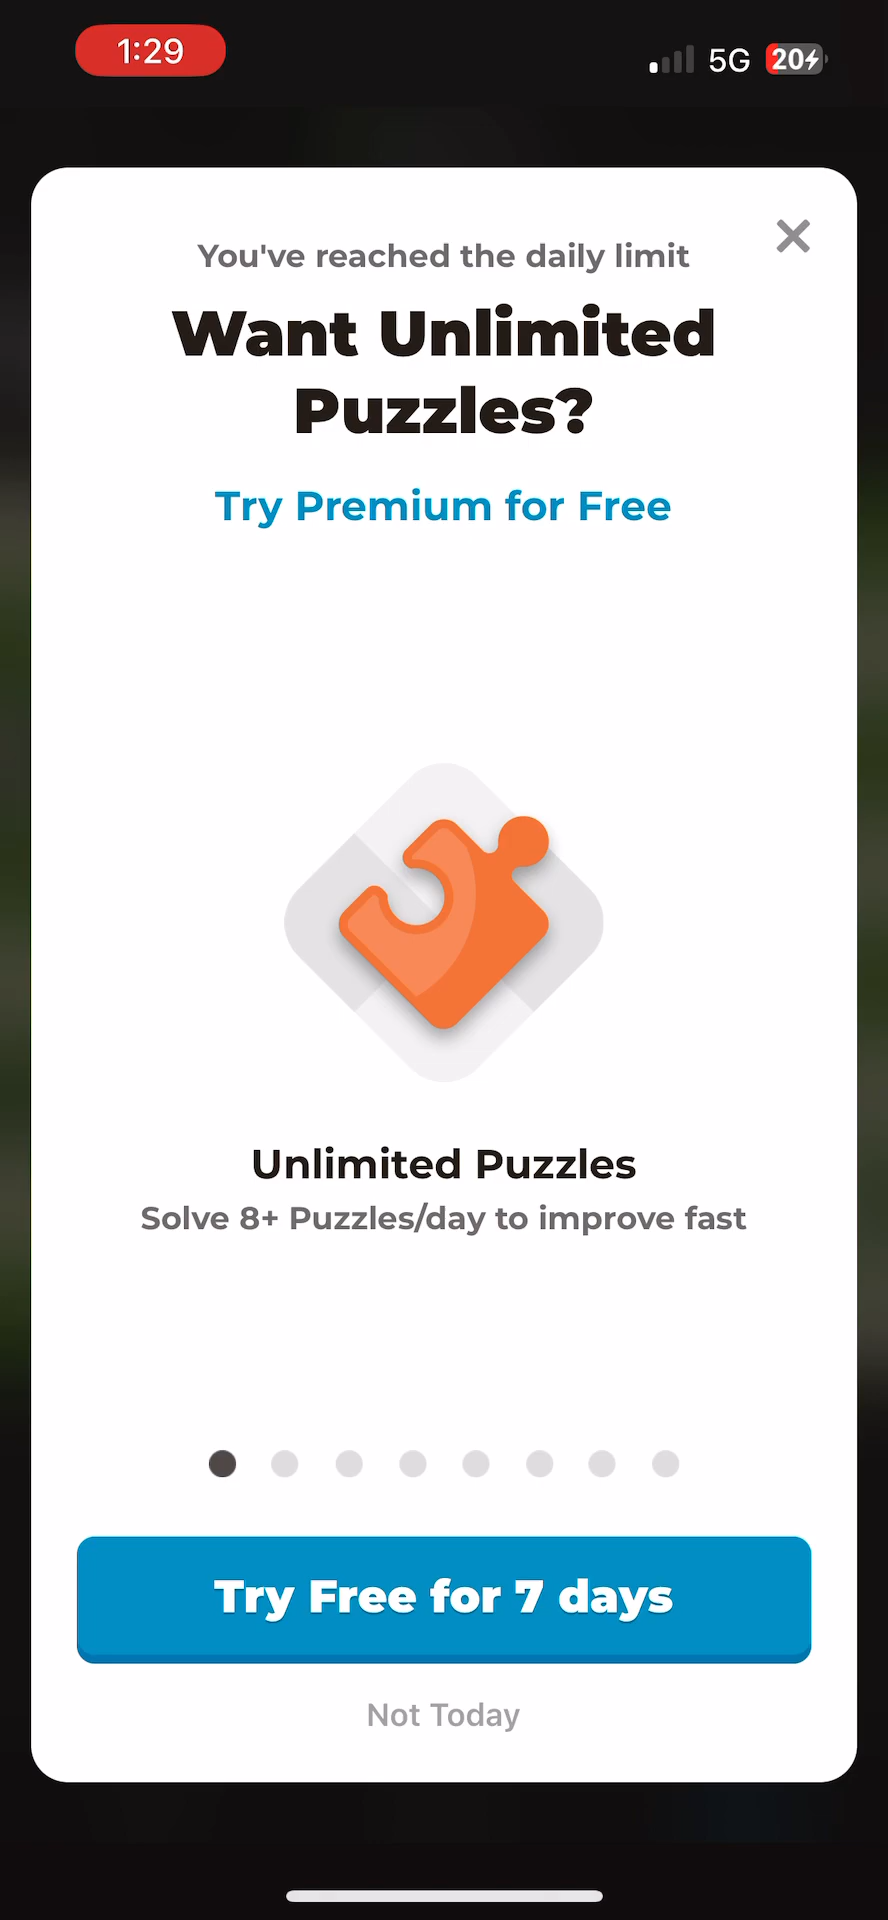 1:29
5G
20
You've reached the daily limit
Want Unlimited
Puzzles?
Try Premium for Free
Unlimited Puzzles
Solve 8+ Puzzles/day to improve fast
Try Free for 7 days
Not Today